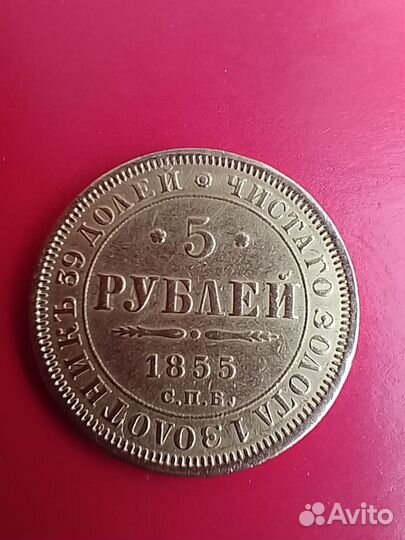 5
РУБЛЕЙ
1855
С.П.Б.
ЧИСТАГО ЗОЛОТА 1 ЗОЛОТНИКЪ 39 ДОЛЕЙ
Avito